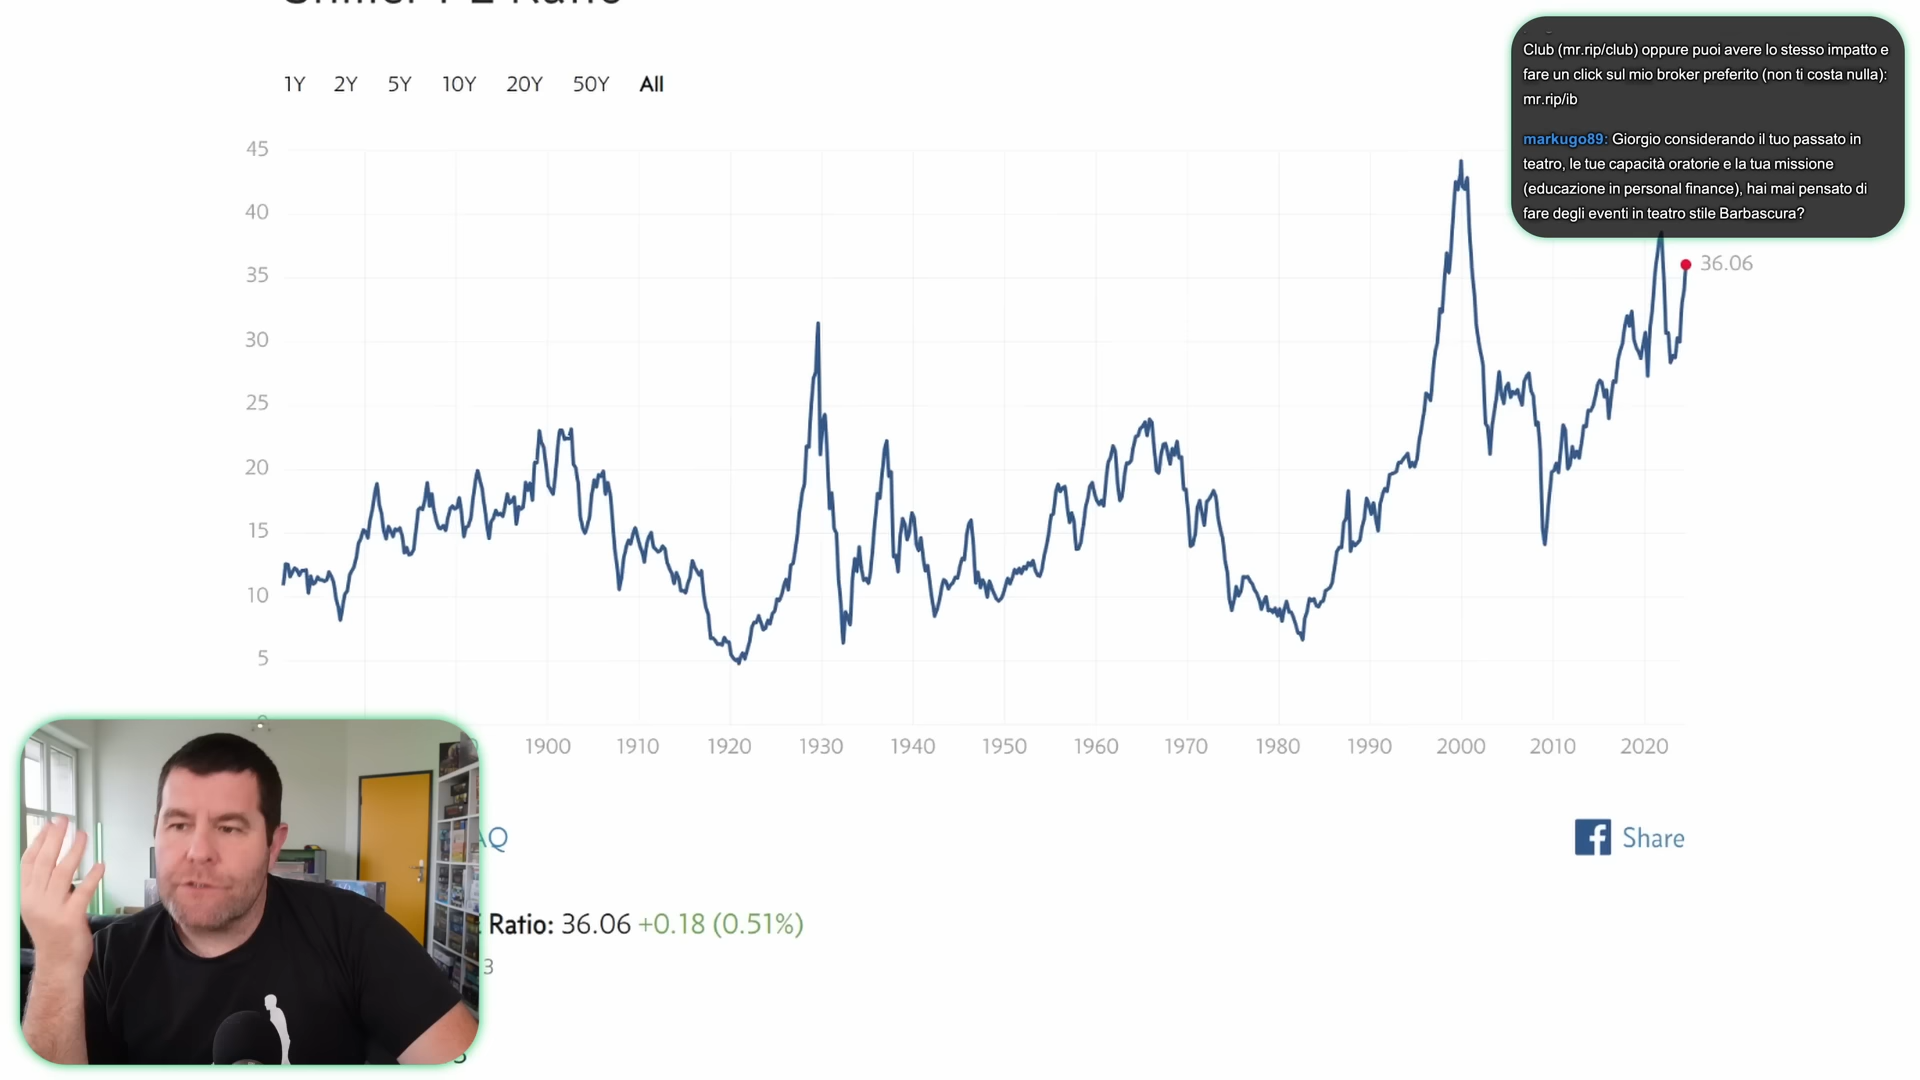 1Y 2Y 5Y 10Y 20Y 50Y All
Club (mr.rip/club) oppure puoi avere lo stesso impatto e
fare un click sul mio broker preferito (non ti costa nulla):
mr.rip/ib
markugo89: Giorgio considerando il tuo passato in
teatro, le tue capacità oratorie e la tua missione
(educazione in personal finance), hai mai pensato di
fare degli eventi in teatro stile Barbascura?
45
40
35
30
25
20
15
10
5
36.06
1900 1910 1920 1930 1940 1950 1960 1970 1980 1990 2000 2010 2020
Share
Ratio: 36.06 +0.18 (0.51%)